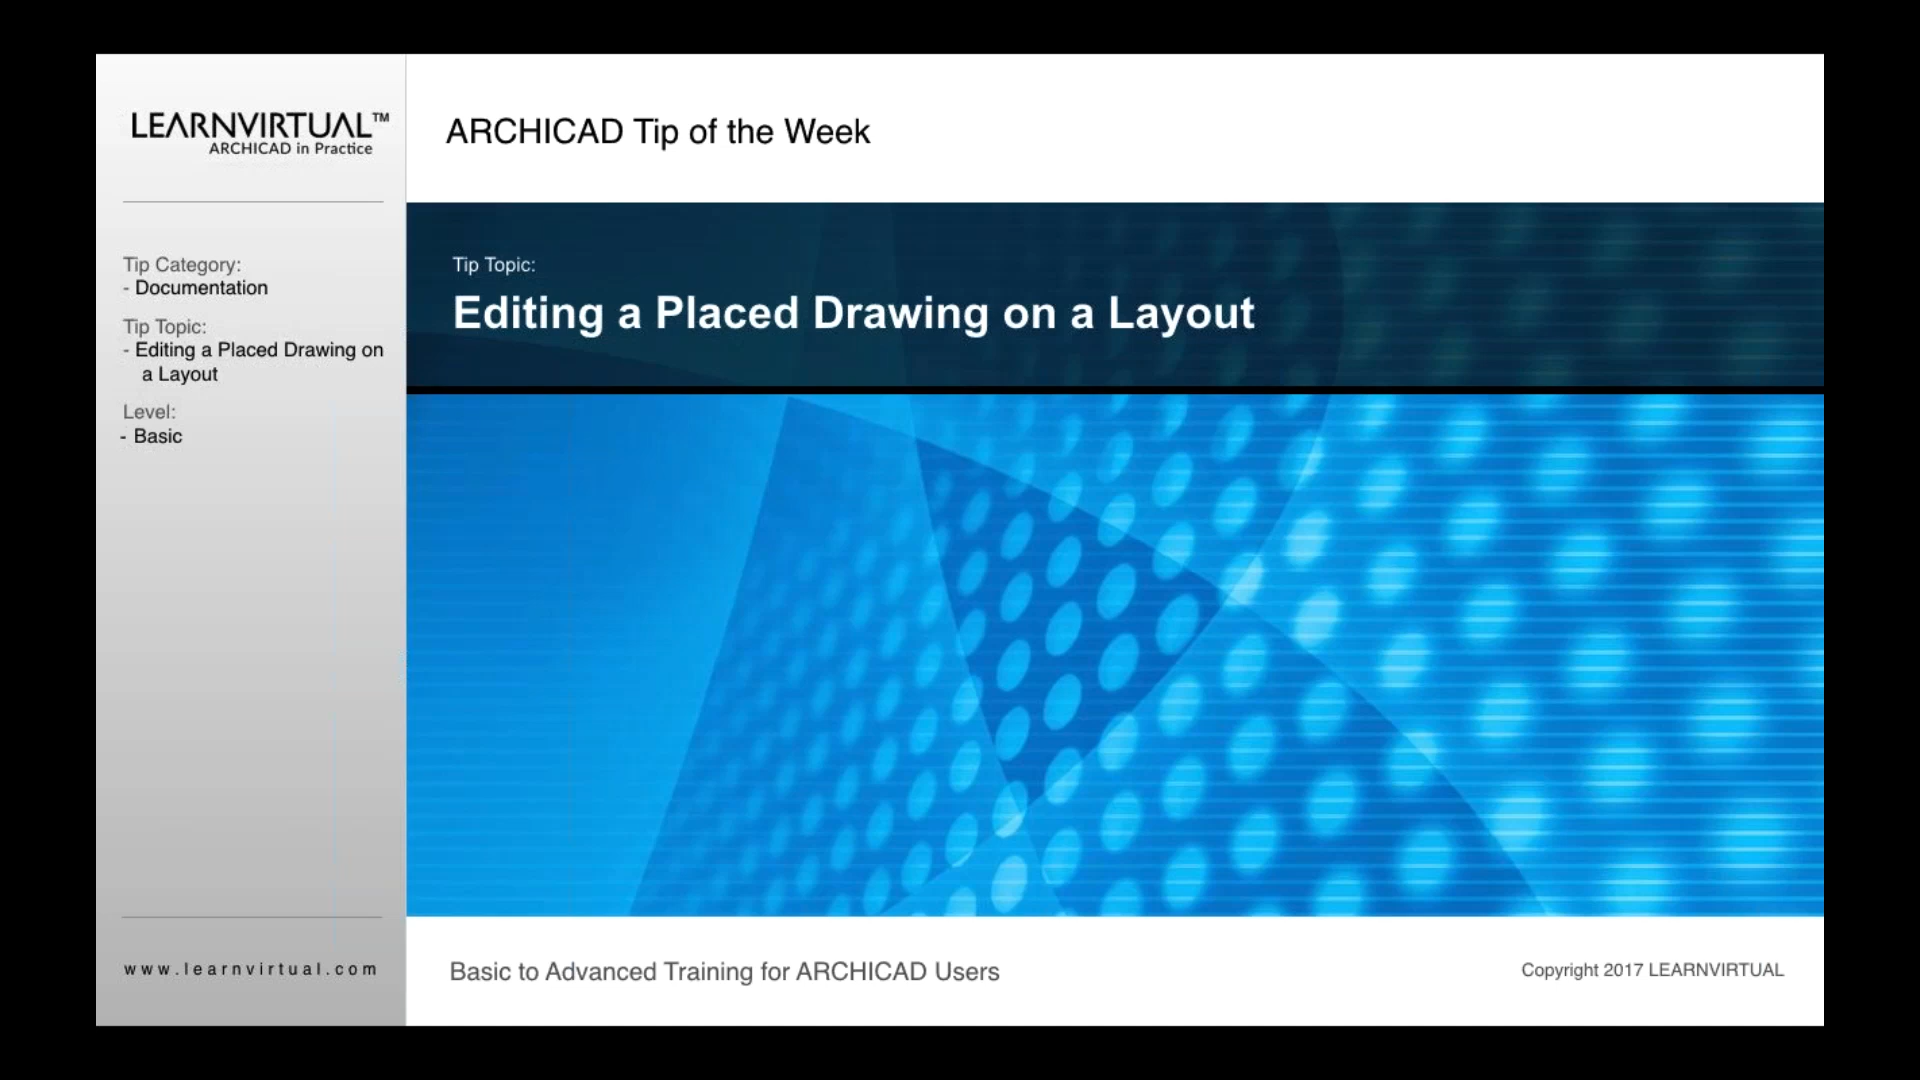 LEARNVIRTUAL™
ARCHICAD in Practice
Tip Category:
- Documentation
Tip Topic:
- Editing a Placed Drawing on
a Layout
Level:
- Basic
www.learnvirtual.com
ARCHICAD Tip of the Week
Tip Topic:
Editing a Placed Drawing on a Layout
Basic to Advanced Training for ARCHICAD Users
Copyright 2017 LEARNVIRTUAL